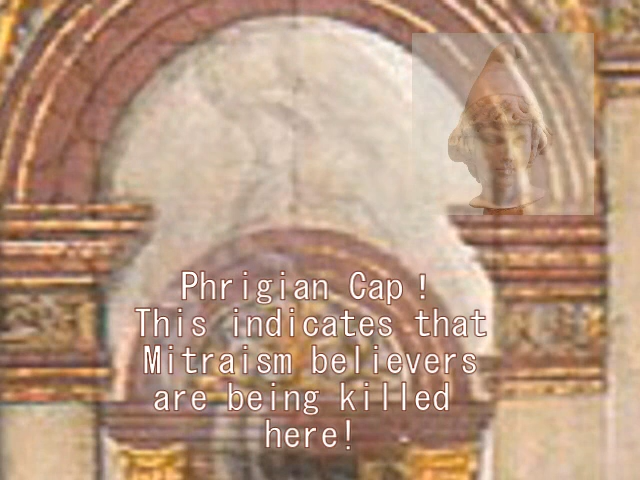 Phrigian Cap！
This indicates that
Mitraism believers
are being killed
here!